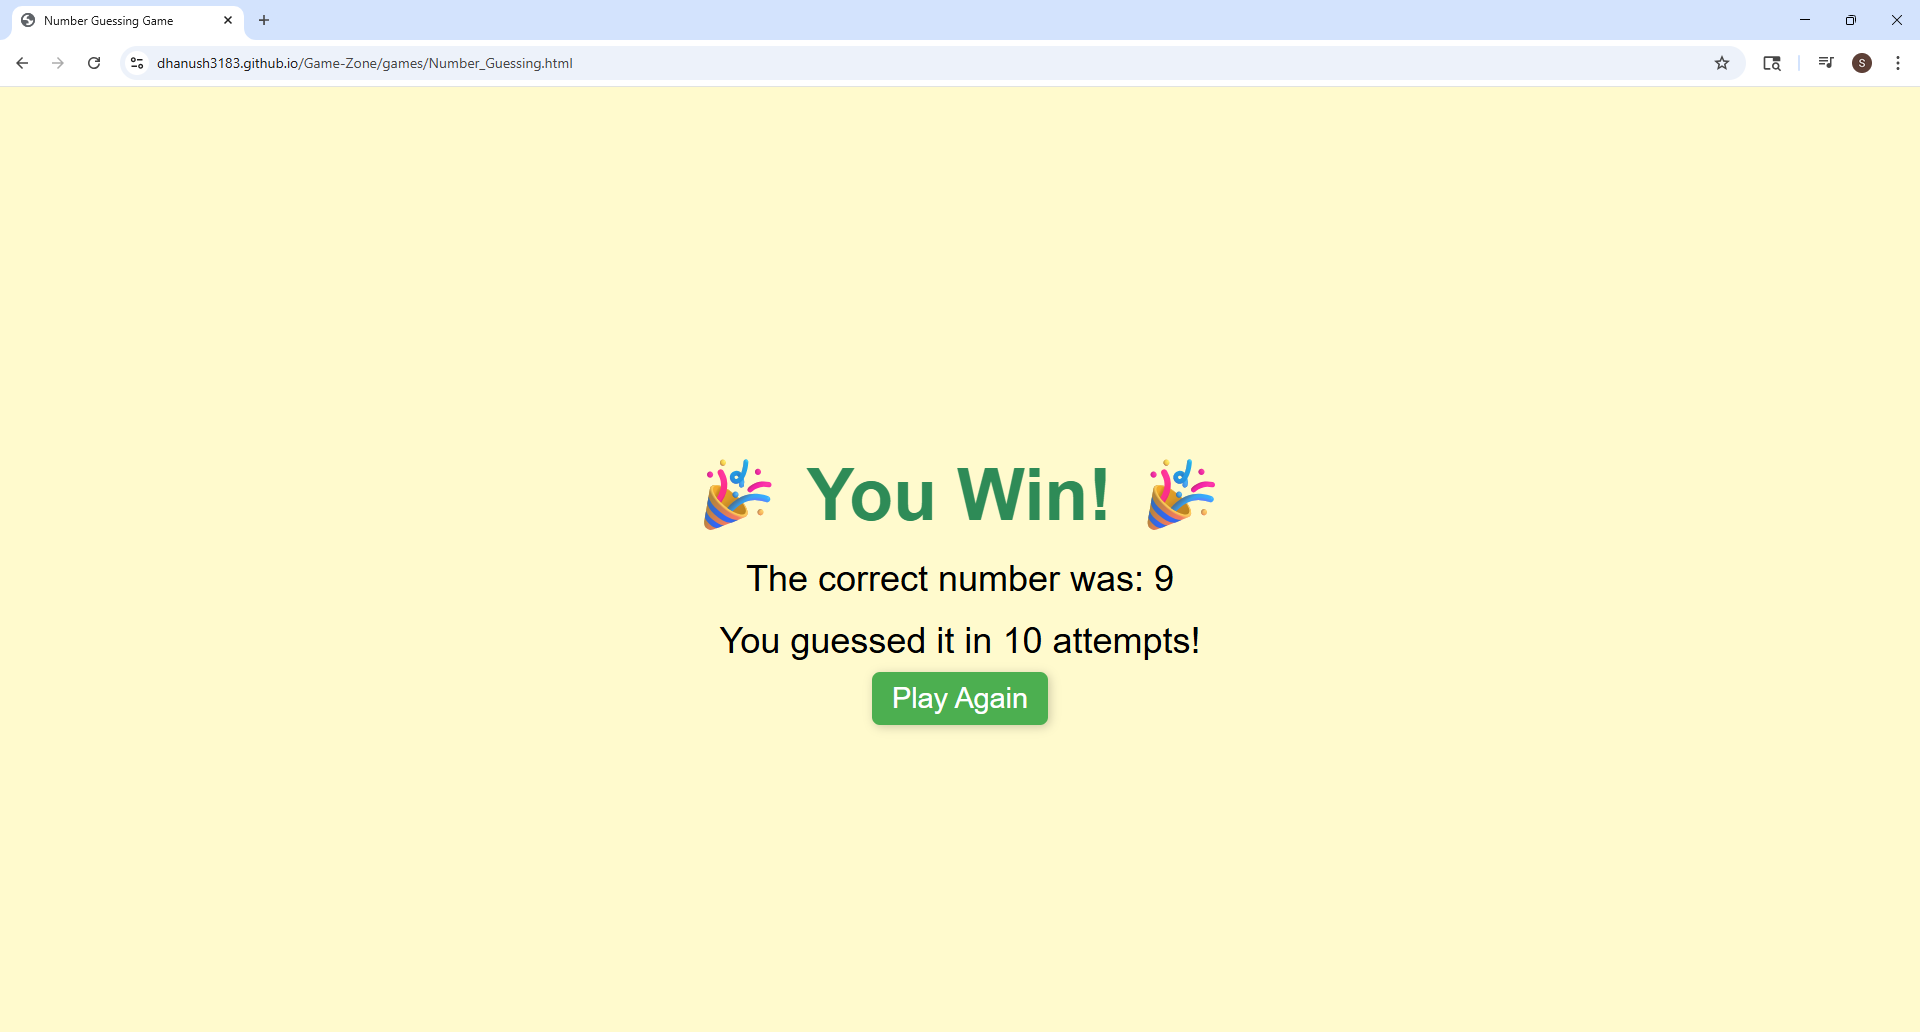 Number Guessing Game
dhanush3183.github.io/Game-Zone/games/Number_Guessing.html
S
🎉 You Win! 🎉
The correct number was: 9
You guessed it in 10 attempts!
Play Again